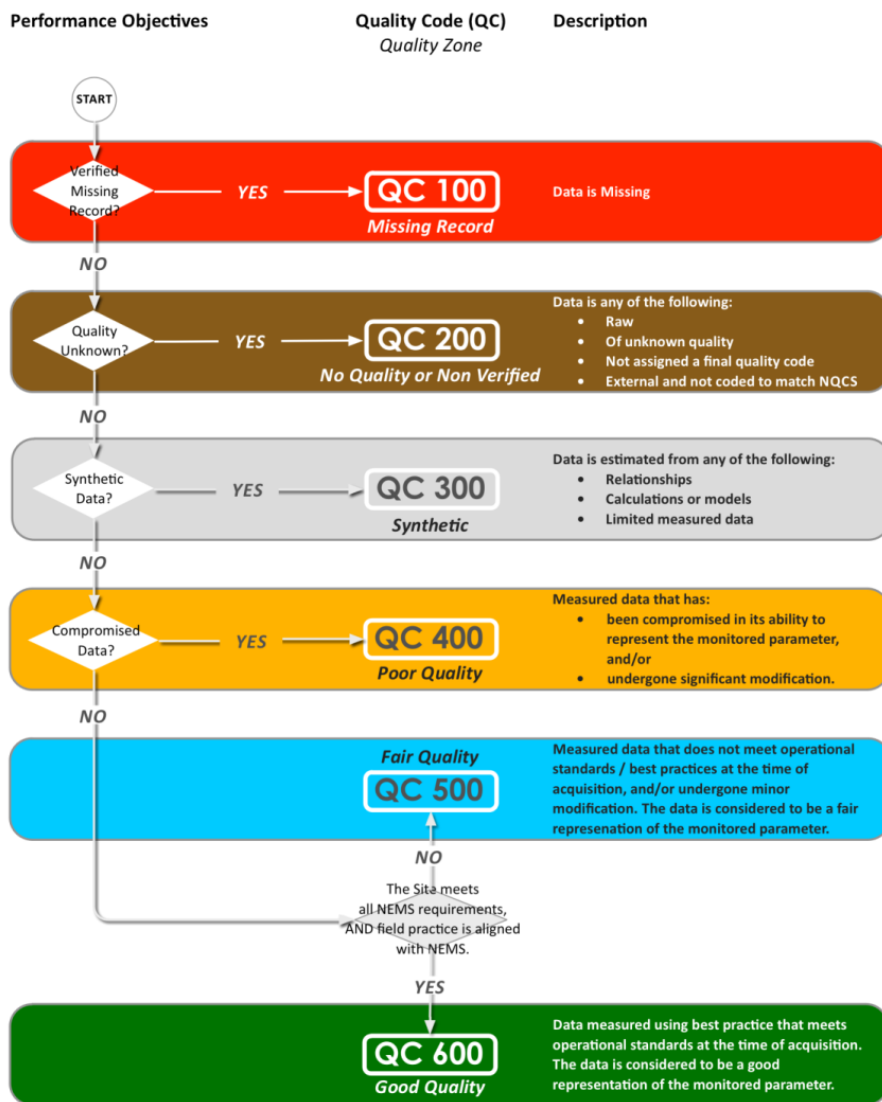 Performance Objectives
Quality Code (QC)
Description
Quality Zone
START
Verified
Missing
Record?
YES
QC 100
Missing Record
Data is Missing
NO
Quality
Unknown?
YES
QC 200
No Quality or Non Verified
Data is any of the following:
• Raw
• Of unknown quality
• Not assigned a final quality code
• External and not coded to match NQCS
NO
Synthetic
Data?
YES
QC 300
Synthetic
Data is estimated from any of the following:
• Relationships
• Calculations or models
• Limited measured data
NO
Compromised
Data?
YES
QC 400
Poor Quality
Measured data that has:
• been compromised in its ability to
represent the monitored parameter,
and/or
• undergone significant modification.
NO
Fair Quality
QC 500
Measured data that does not meet operational
standards / best practices at the time of
acquisition, and/or undergone minor
modification. The data is considered to be a fair
represenation of the monitored parameter.
NO
The Sita meets
all NEMS requirements,
AND field practice is aligned
with NEMS.
YES
QC 600
Good Quality
Data measured using best practice that meets
operational standards at the time of acquisition.
The data is considered to be a good
representation of the monitored parameter.